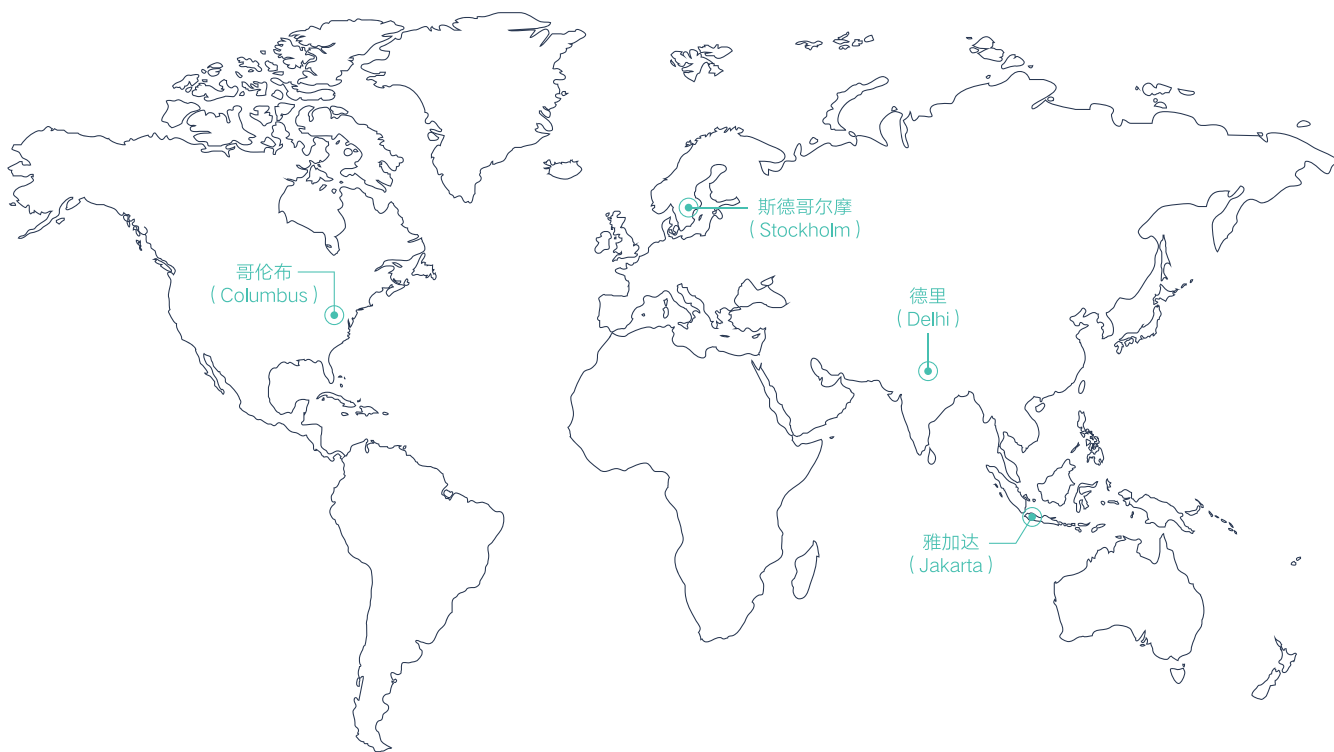 斯德哥尔摩
（Stockholm）
哥伦布
（Columbus）
德里
（Delhi）
雅加达
（Jakarta）